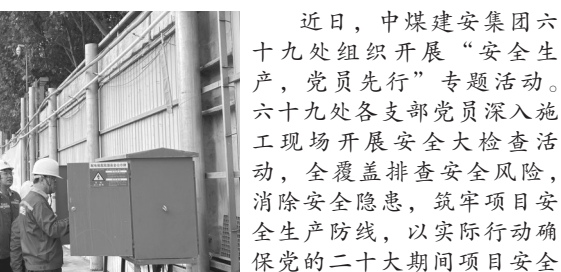 近日，中煤建安集团六
十九处组织开展“安全生
产，党员先行”专题活动。
六十九处各支部党员深入施
工现场开展安全大检查活
动，全覆盖排查安全风险，
消除安全隐患，筑牢项目安
全生产防线，以实际行动确
保党的二十大期间项目安全